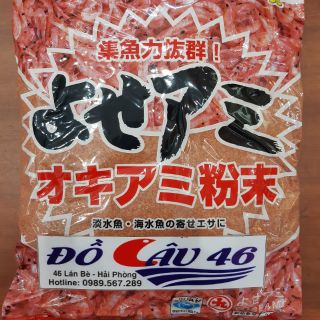 集魚力抜群!
よせアミ
オキアミ粉末
淡水魚・海水魚の寄せエサに
ĐỒ CÂU 46
46 Lán Bè - Hải Phòng
Hotline: 0989.567.289